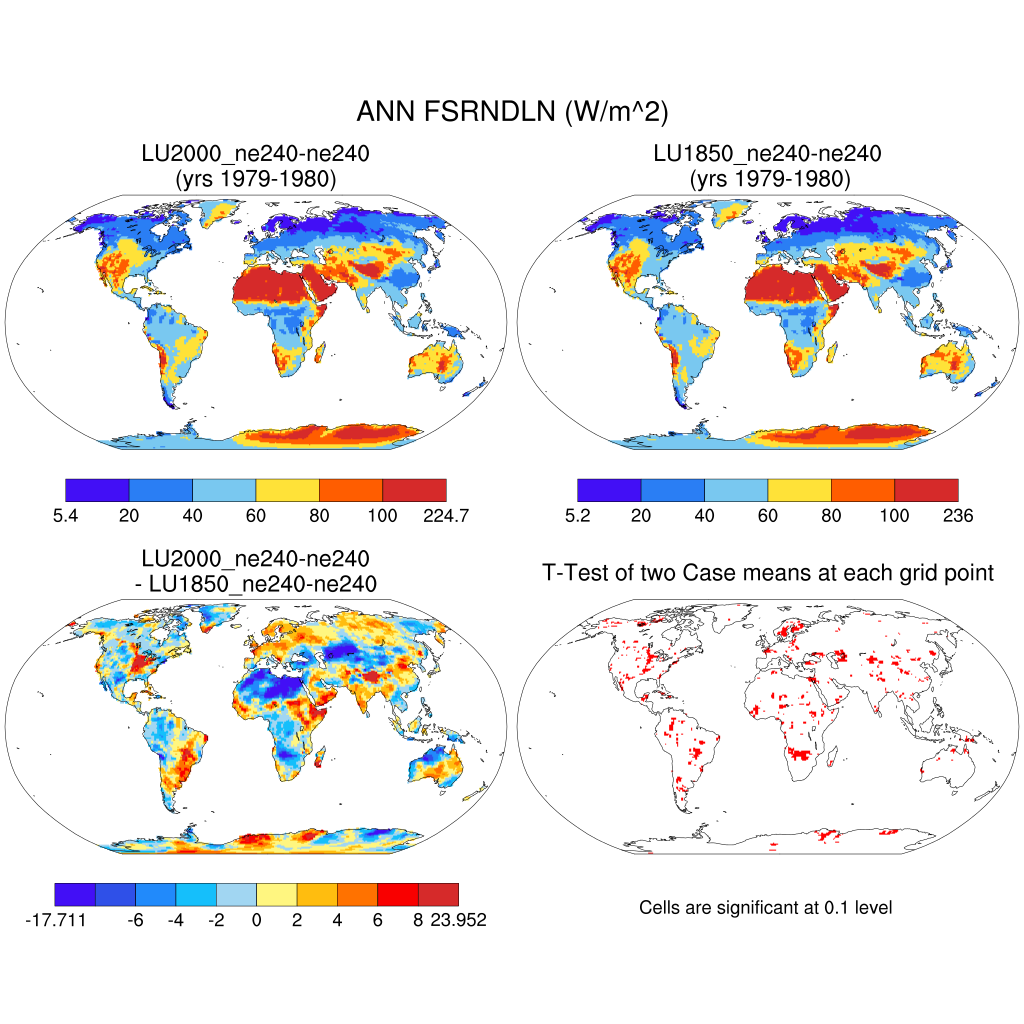 ANN FSRNDLN (W/m^2)
LU2000_ne240-ne240
(yrs 1979-1980)
LU1850_ne240-ne240
(yrs 1979-1980)
5.4 20 40 60 80 100 224.7
5.2 20 40 60 80 100 236
LU2000_ne240-ne240
- LU1850_ne240-ne240
T-Test of two Case means at each grid point
-17.711 -6 -4 -2 0 2 4 6 8 23.952
Cells are significant at 0.1 level